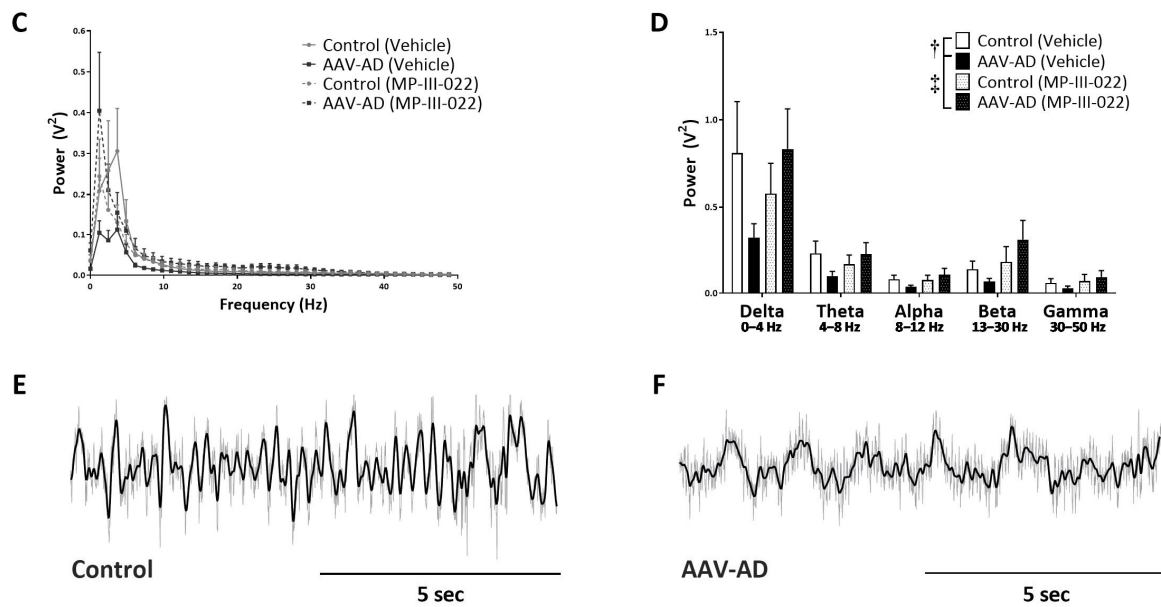 C
Power (V²)
0.6
0.5
0.4
0.3
0.2
0.1
0.0
0
10
20
30
40
50
Frequency (Hz)
Control (Vehicle)
AAV-AD (Vehicle)
Control (MP-III-022)
AAV-AD (MP-III-022)
D
Power (V²)
1.5
1.0
0.5
0.0
† Control (Vehicle)
AAV-AD (Vehicle)
‡ Control (MP-III-022)
AAV-AD (MP-III-022)
Delta Theta Alpha Beta Gamma
0–4 Hz 4–8 Hz 8–12 Hz 13–30 Hz 30–50 Hz
E
Control
5 sec
F
AAV-AD
5 sec